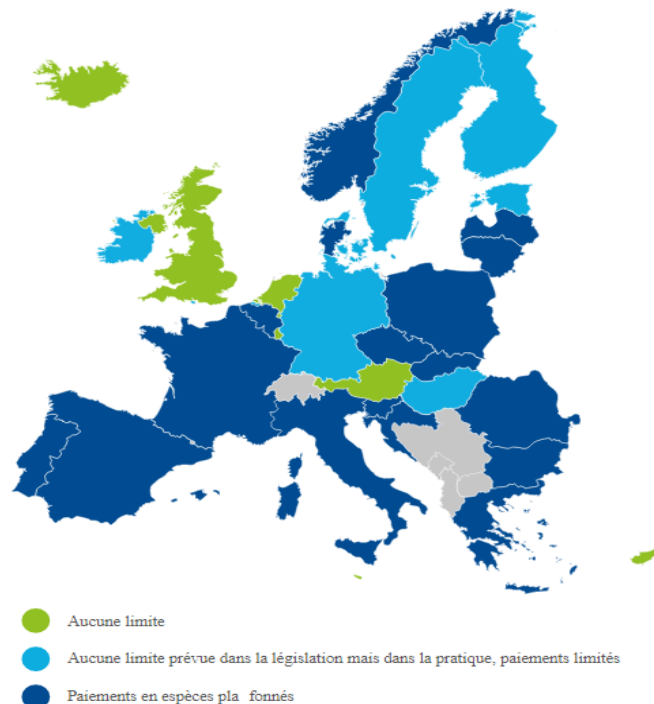 Aucune limite
Aucune limite prévue dans la législation mais dans la pratique, paiements limités
Paiements en espèces pla fonnés